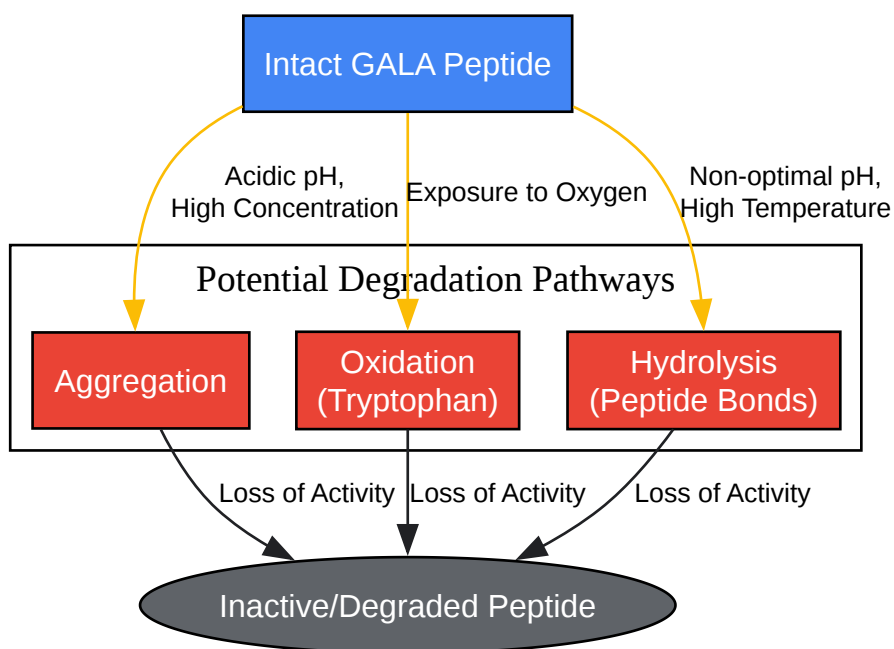 Intact GALA Peptide
Acidic pH,
High Concentration
Exposure to Oxygen
Non-optimal pH,
High Temperature
Potential Degradation Pathways
Aggregation
Oxidation
(Tryptophan)
Hydrolysis
(Peptide Bonds)
Loss of Activity
Loss of Activity
Loss of Activity
Inactive/Degraded Peptide